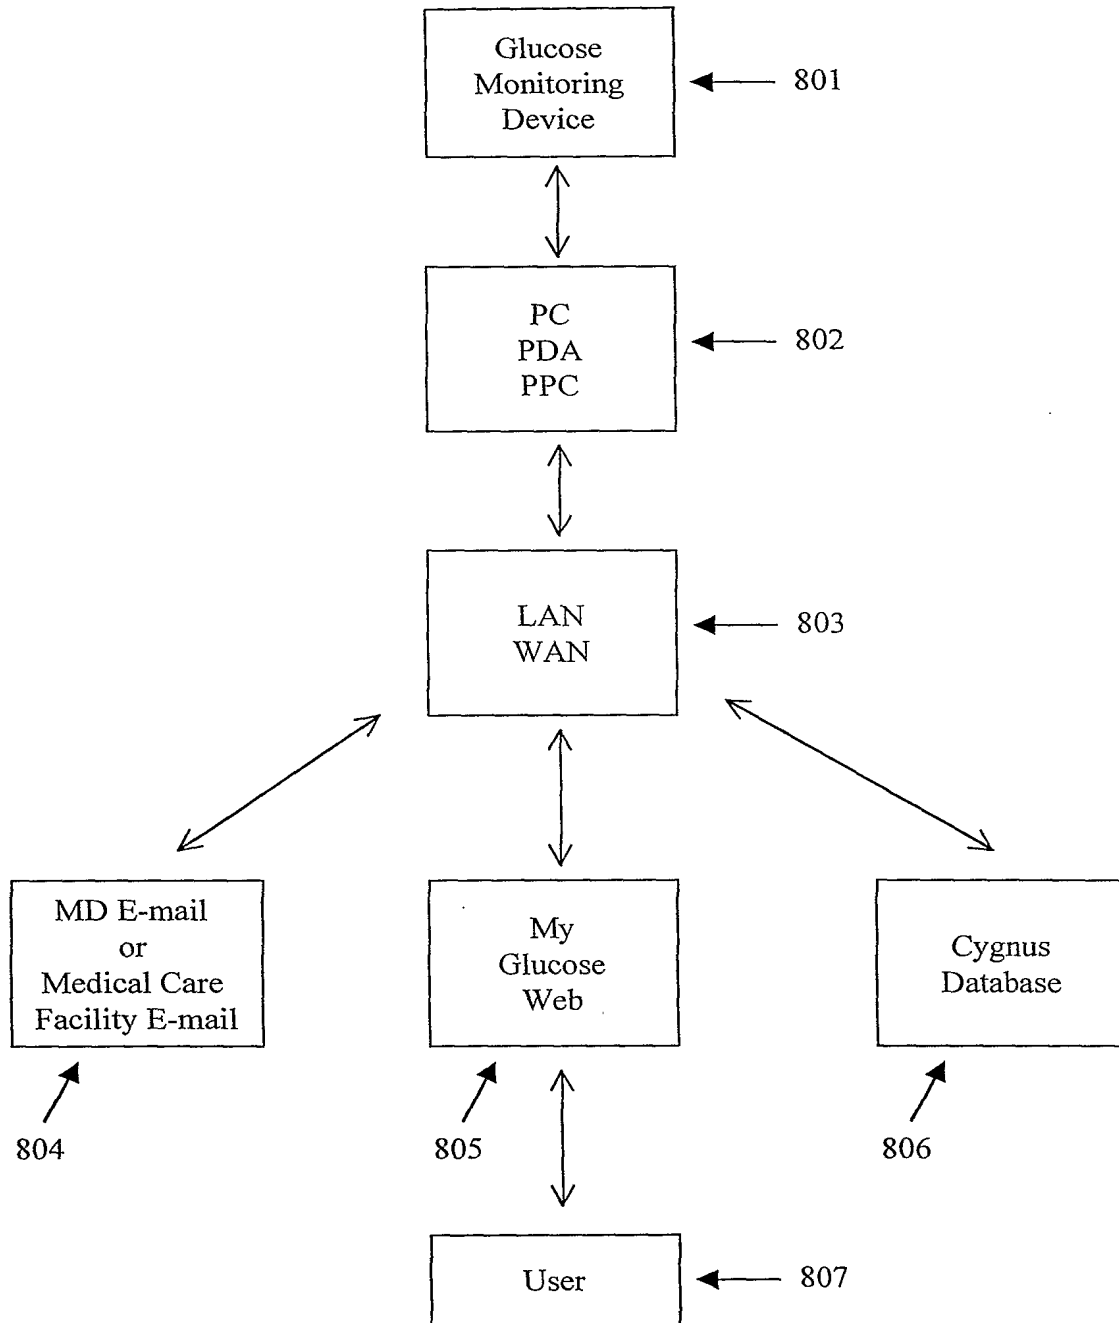 Glucose
Monitoring
Device
801
PC
PDA
PPC
802
LAN
WAN
803
MD E-mail
or
Medical Care
Facility E-mail
My
Glucose
Web
Cygnus
Database
804
805
806
User
807